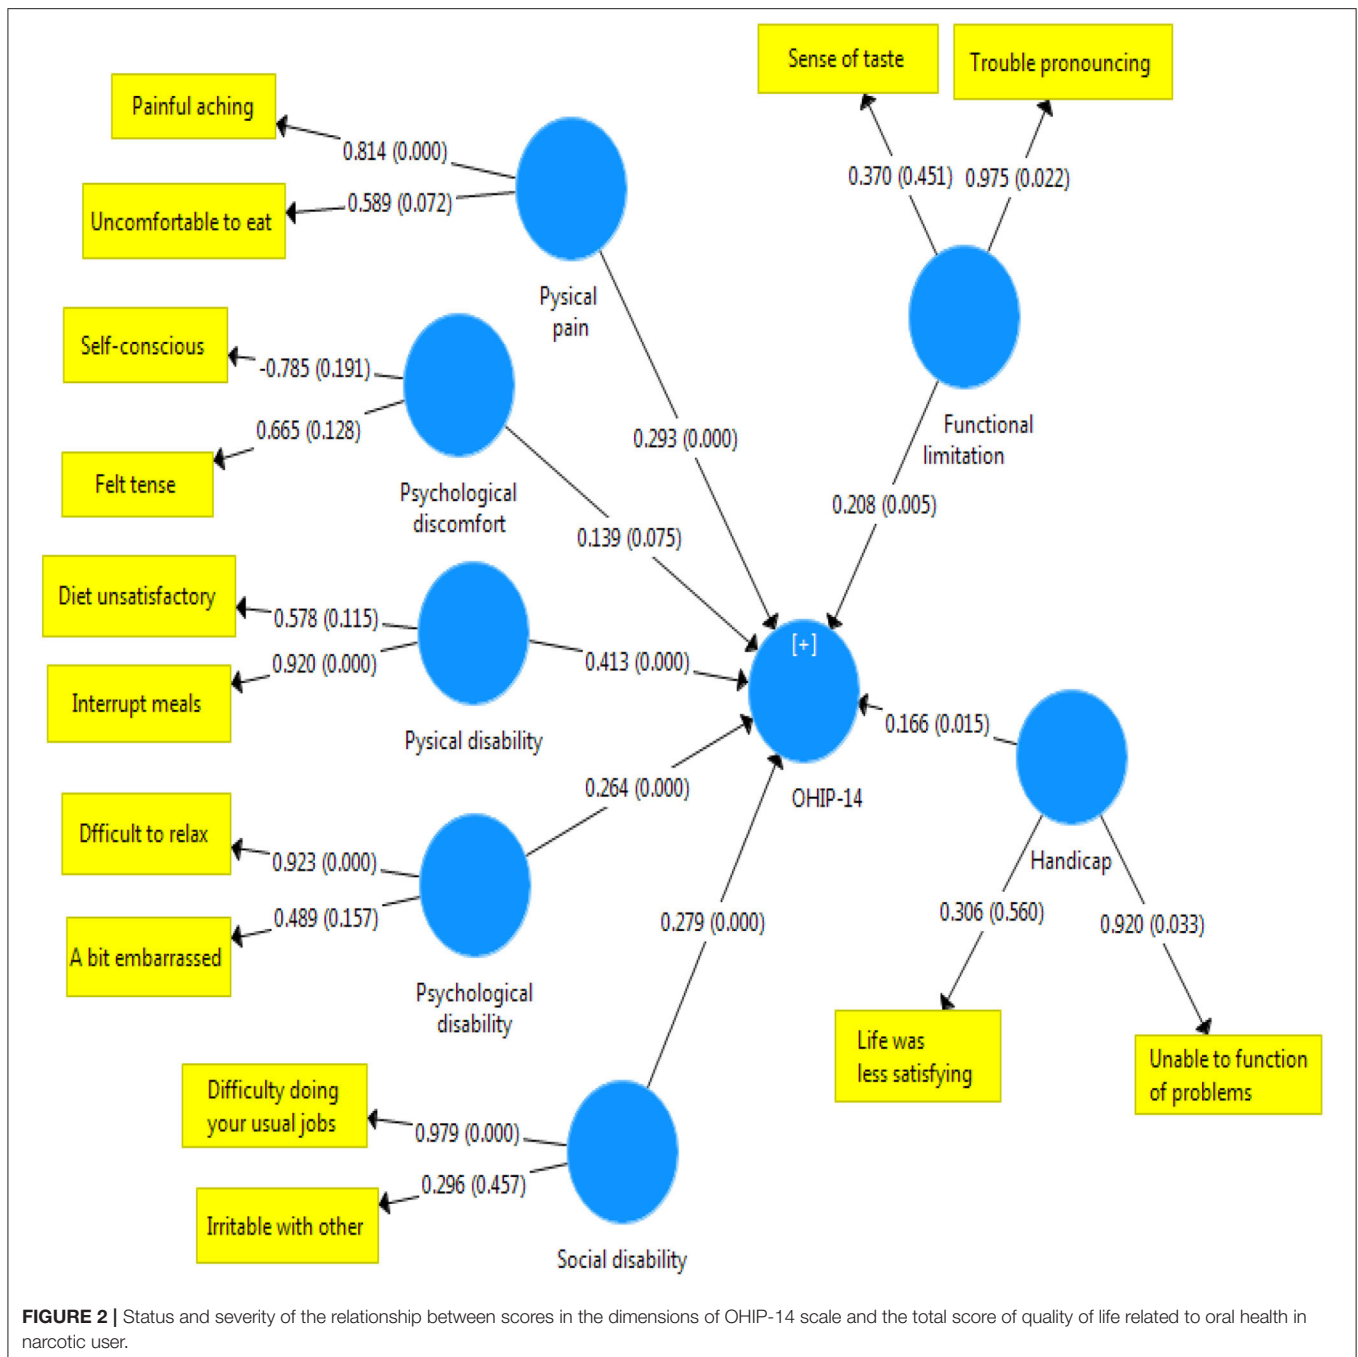 Sense of taste
Trouble pronouncing
Painful aching
0.814 (0.000)
0.370 (0.451)
0.975 (0.022)
Uncomfortable to eat
0.589 (0.072)
Pysical
pain
Self-conscious
-0.785 (0.191)
0.665 (0.128)
Felt tense
Psychological
discomfort
0.293 (0.000)
Functional
limitation
0.208 (0.005)
0.139 (0.075)
Diet unsatisfactory
0.578 (0.115)
0.920 (0.000)
Interrupt meals
Pysical disability
0.413 (0.000)
[+]
OHIP-14
0.166 (0.015)
Handicap
0.264 (0.000)
Dfficult to relax
0.923 (0.000)
0.489 (0.157)
A bit embarrassed
Psychological
disability
0.279 (0.000)
0.306 (0.560)
0.920 (0.033)
Life was
less satisfying
Unable to function
of problems
Difficulty doing
your usual jobs
0.979 (0.000)
0.296 (0.457)
Irritable with other
Social disability
FIGURE 2 | Status and severity of the relationship between scores in the dimensions of OHIP-14 scale and the total score of quality of life related to oral health in
narcotic user.